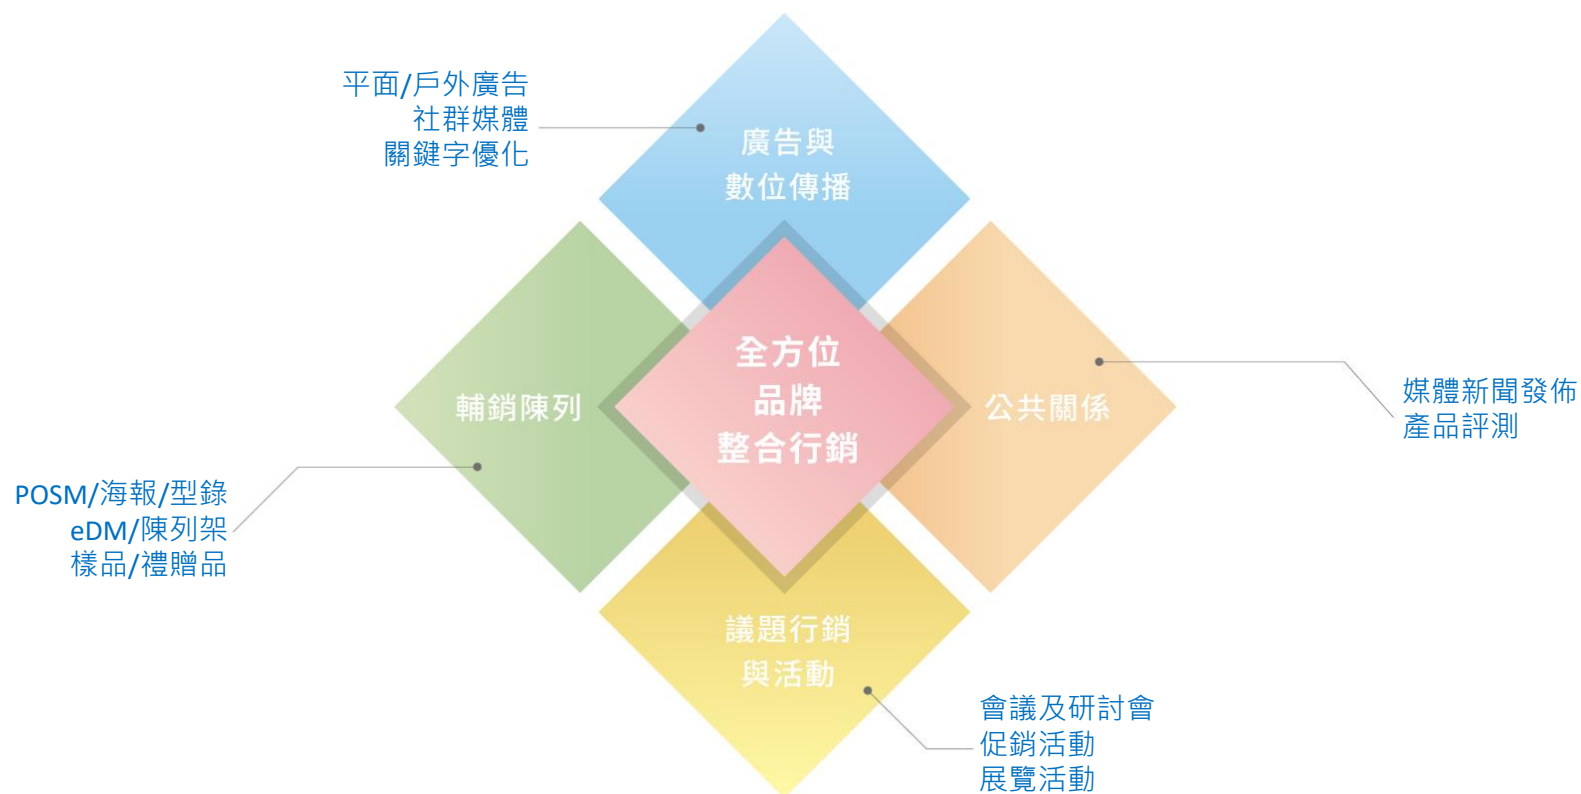 平面/戶外廣告
社群媒體
關鍵字優化
廣告與
數位傳播
全方位
品牌
整合行銷
輔銷陳列
公共關係
媒體新聞發佈
產品評測
POSM/海報/型錄
eDM/陳列架
樣品/禮贈品
議題行銷
與活動
會議及研討會
促銷活動
展覽活動